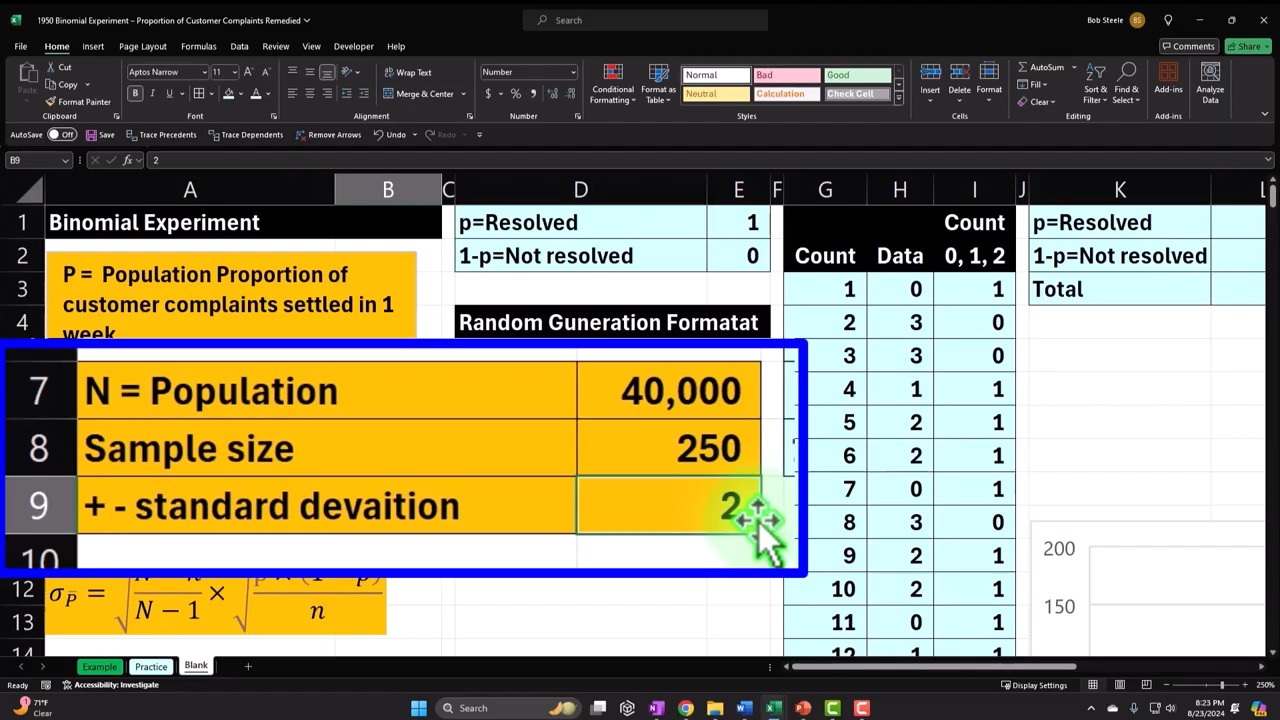 1950 Binomial Experiment – Proportion of Customer Complaints Remedied
Search
Bob Steele BS
File Home Insert Page Layout Formulas Data Review View Developer Help
Comments Share
Paste
Cut
Copy
Format Painter
Clipboard
Aptos Narrow 11
B I U
Font
Wrap Text
Merge & Center
Alignment
Number
Number
Conditional Formatting
Format as Table
Normal Bad Good
Neutral Calculation Check Cell
Styles
Insert Delete Format
Cells
AutoSum
Fill
Clear
Sort & Filter
Find & Select
Editing
Add-ins
Add-ins
Analyze Data
AutoSave Off Save Trace Precedents Trace Dependents Remove Arrows Undo Redo
B9 fx 2
A B C D E F G H I J K L
1 Binomial Experiment p=Resolved 1 Count p=Resolved
2 1-p=Not resolved 0 Count Data 0, 1, 2 1-p=Not resolved
P = Population Proportion of
customer complaints settled in 1
week
3 1 0 1 Total
4 Random Guneration Formatat 2 3 0
3 3 0
7 N = Population 40,000
4 1 1
5 2 1
8 Sample size 250
6 2 1
7 0 1
9 + - standard devaition 2
8 3 0
10
9 2 1
12 10 2 1
13 11 0 1
14 12 1 1
σP̄ = √ N − n / N − 1 × √ p × (1 − p) / n
200
150
Example Practice Blank
Ready Accessibility: Investigate Display Settings 250%
71°F
Clear
Search
8:23 PM
8/23/2024